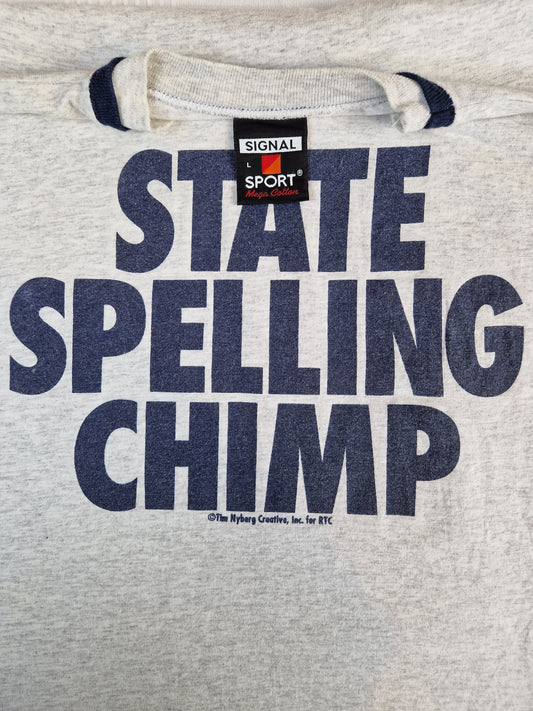 SIGNAL
L
SPORT®
Mega Cotton
STATE
SPELLING
CHIMP
©Tim Nyberg Creative, Inc. for RTC